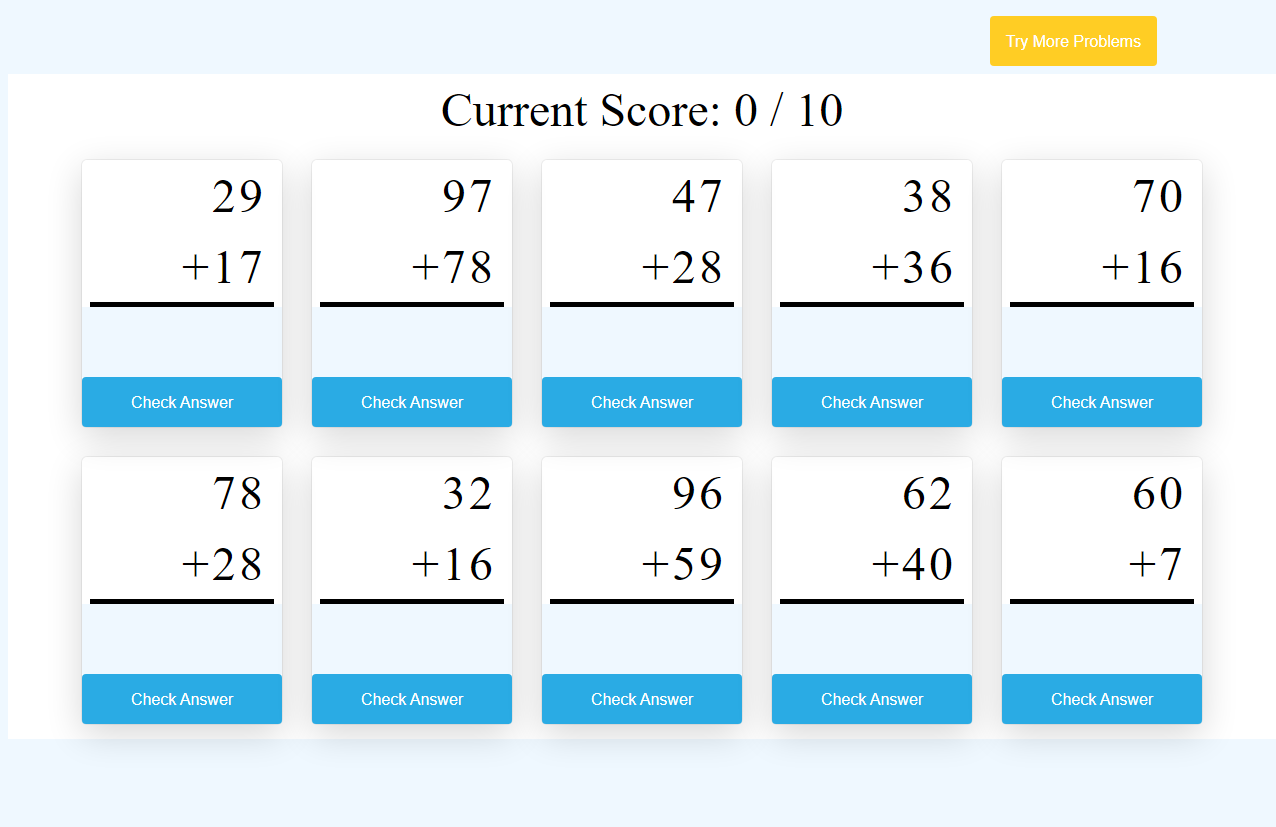 Try More Problems
Current Score: 0 / 10
29 97 47 38 70
+17 +78 +28 +36 +16
Check Answer Check Answer Check Answer Check Answer Check Answer
78 32 96 62 60
+28 +16 +59 +40 +7
Check Answer Check Answer Check Answer Check Answer Check Answer